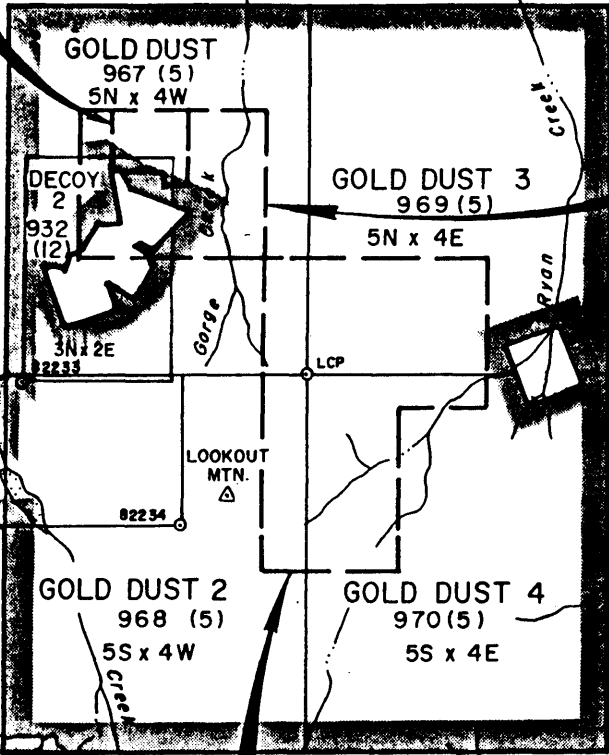 GOLD DUST
967 (5)
5N x 4W
Creek
DECOY
2
932
(12)
GOLD DUST 3
969 (5)
5N x 4E
Ryan
Gorge
3N x 2E
82233
LCP
LOOKOUT
MTN.
82234
GOLD DUST 2
968 (5)
5S x 4W
GOLD DUST 4
970 (5)
5S x 4E
Creek